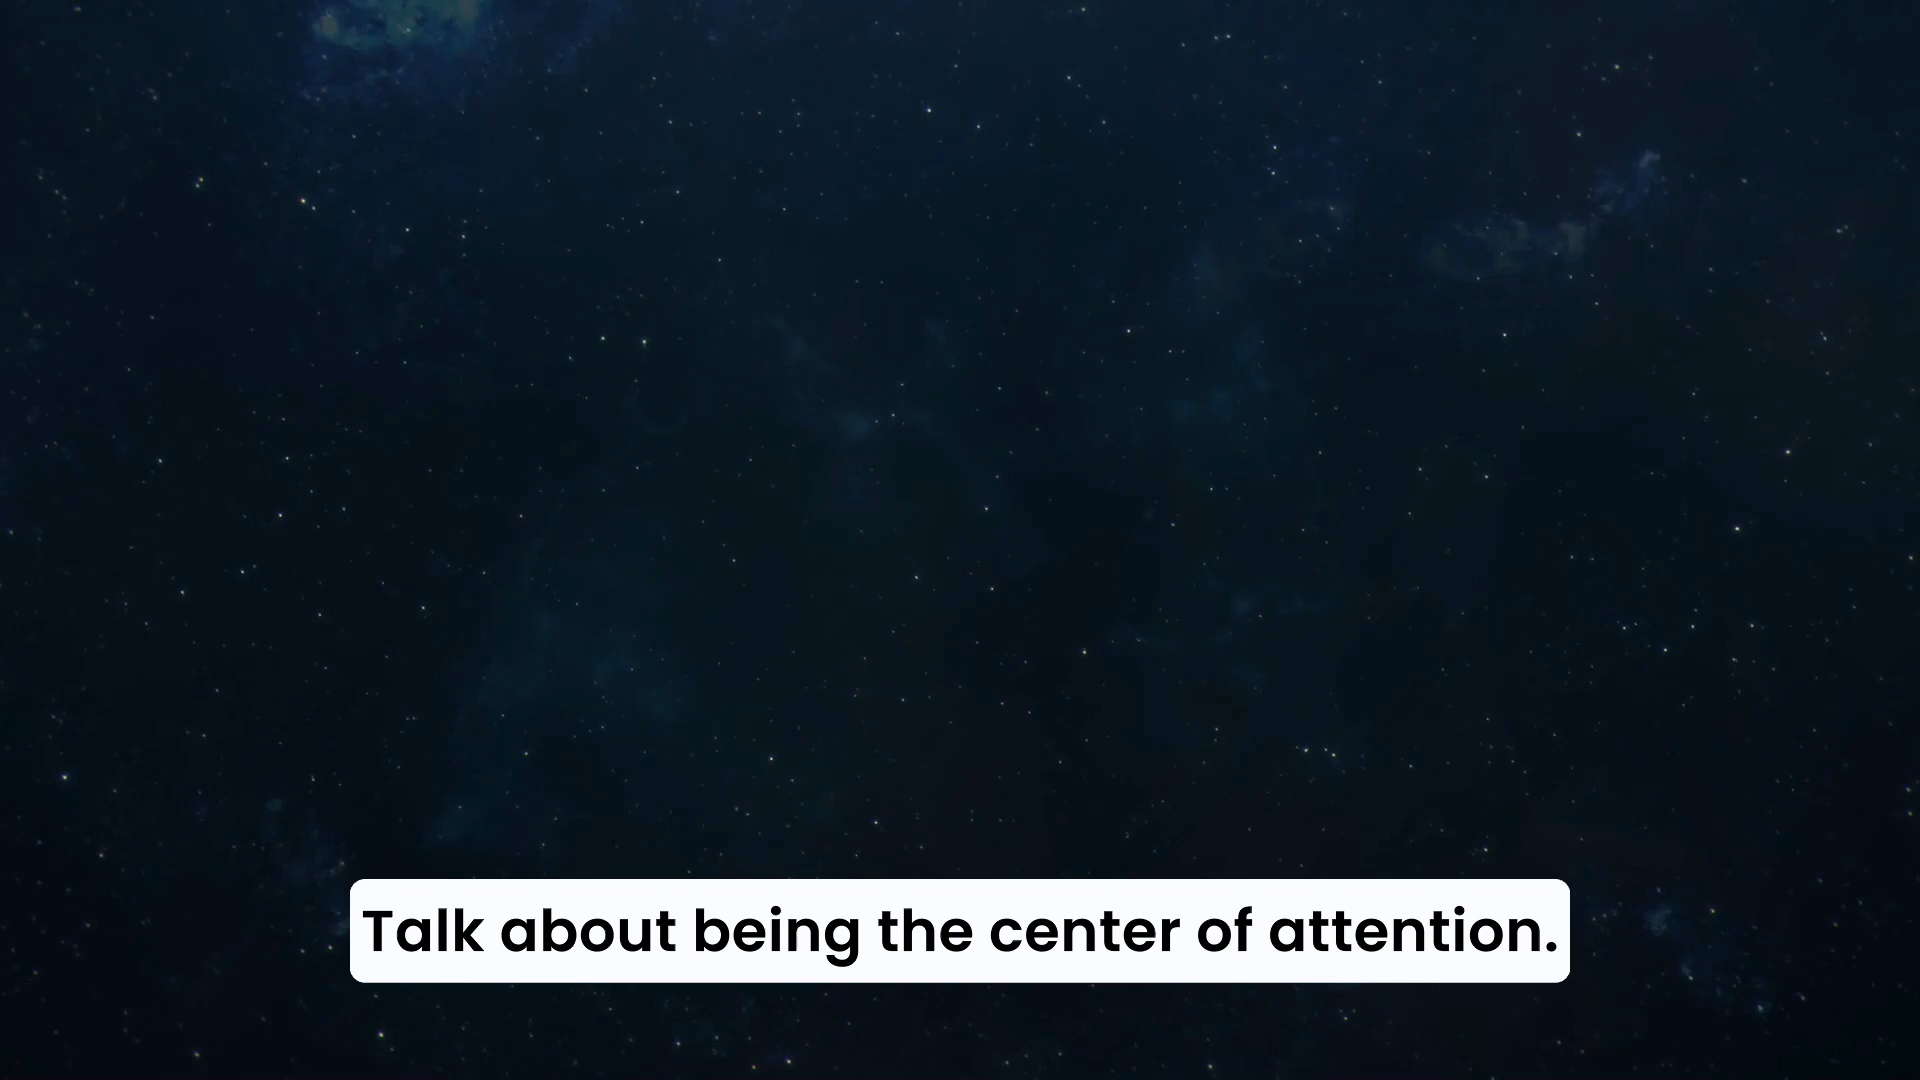 Talk about being the center of attention.